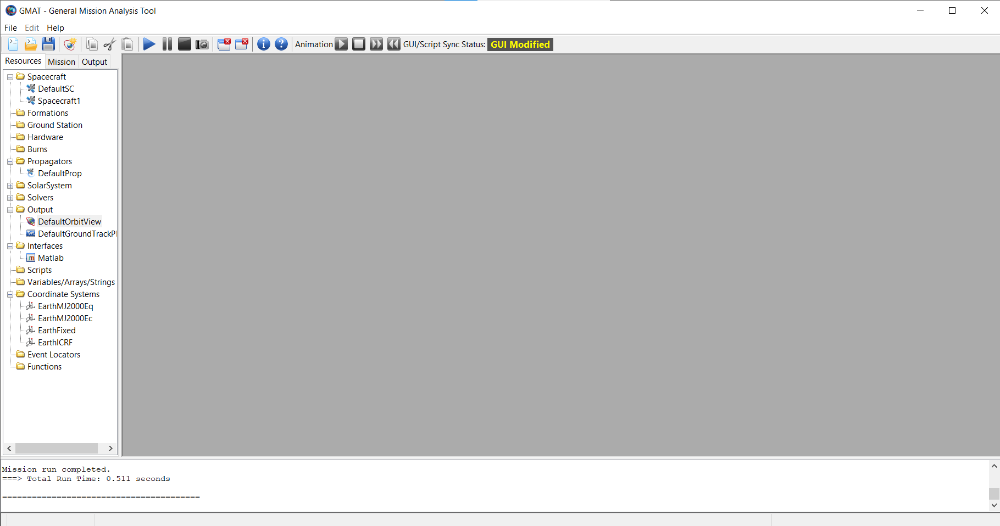 GMAT - General Mission Analysis Tool
File Edit Help
Animation GUI/Script Sync Status: GUI Modified
Resources Mission Output
Spacecraft
DefaultSC
Spacecraft1
Formations
Ground Station
Hardware
Burns
Propagators
DefaultProp
SolarSystem
Solvers
Output
DefaultOrbitView
DefaultGroundTrackPl
Interfaces
Matlab
Scripts
Variables/Arrays/Strings
Coordinate Systems
EarthMJ2000Eq
EarthMJ2000Ec
EarthFixed
EarthICRF
Event Locators
Functions
Mission run completed.
===> Total Run Time: 0.511 seconds
========================================